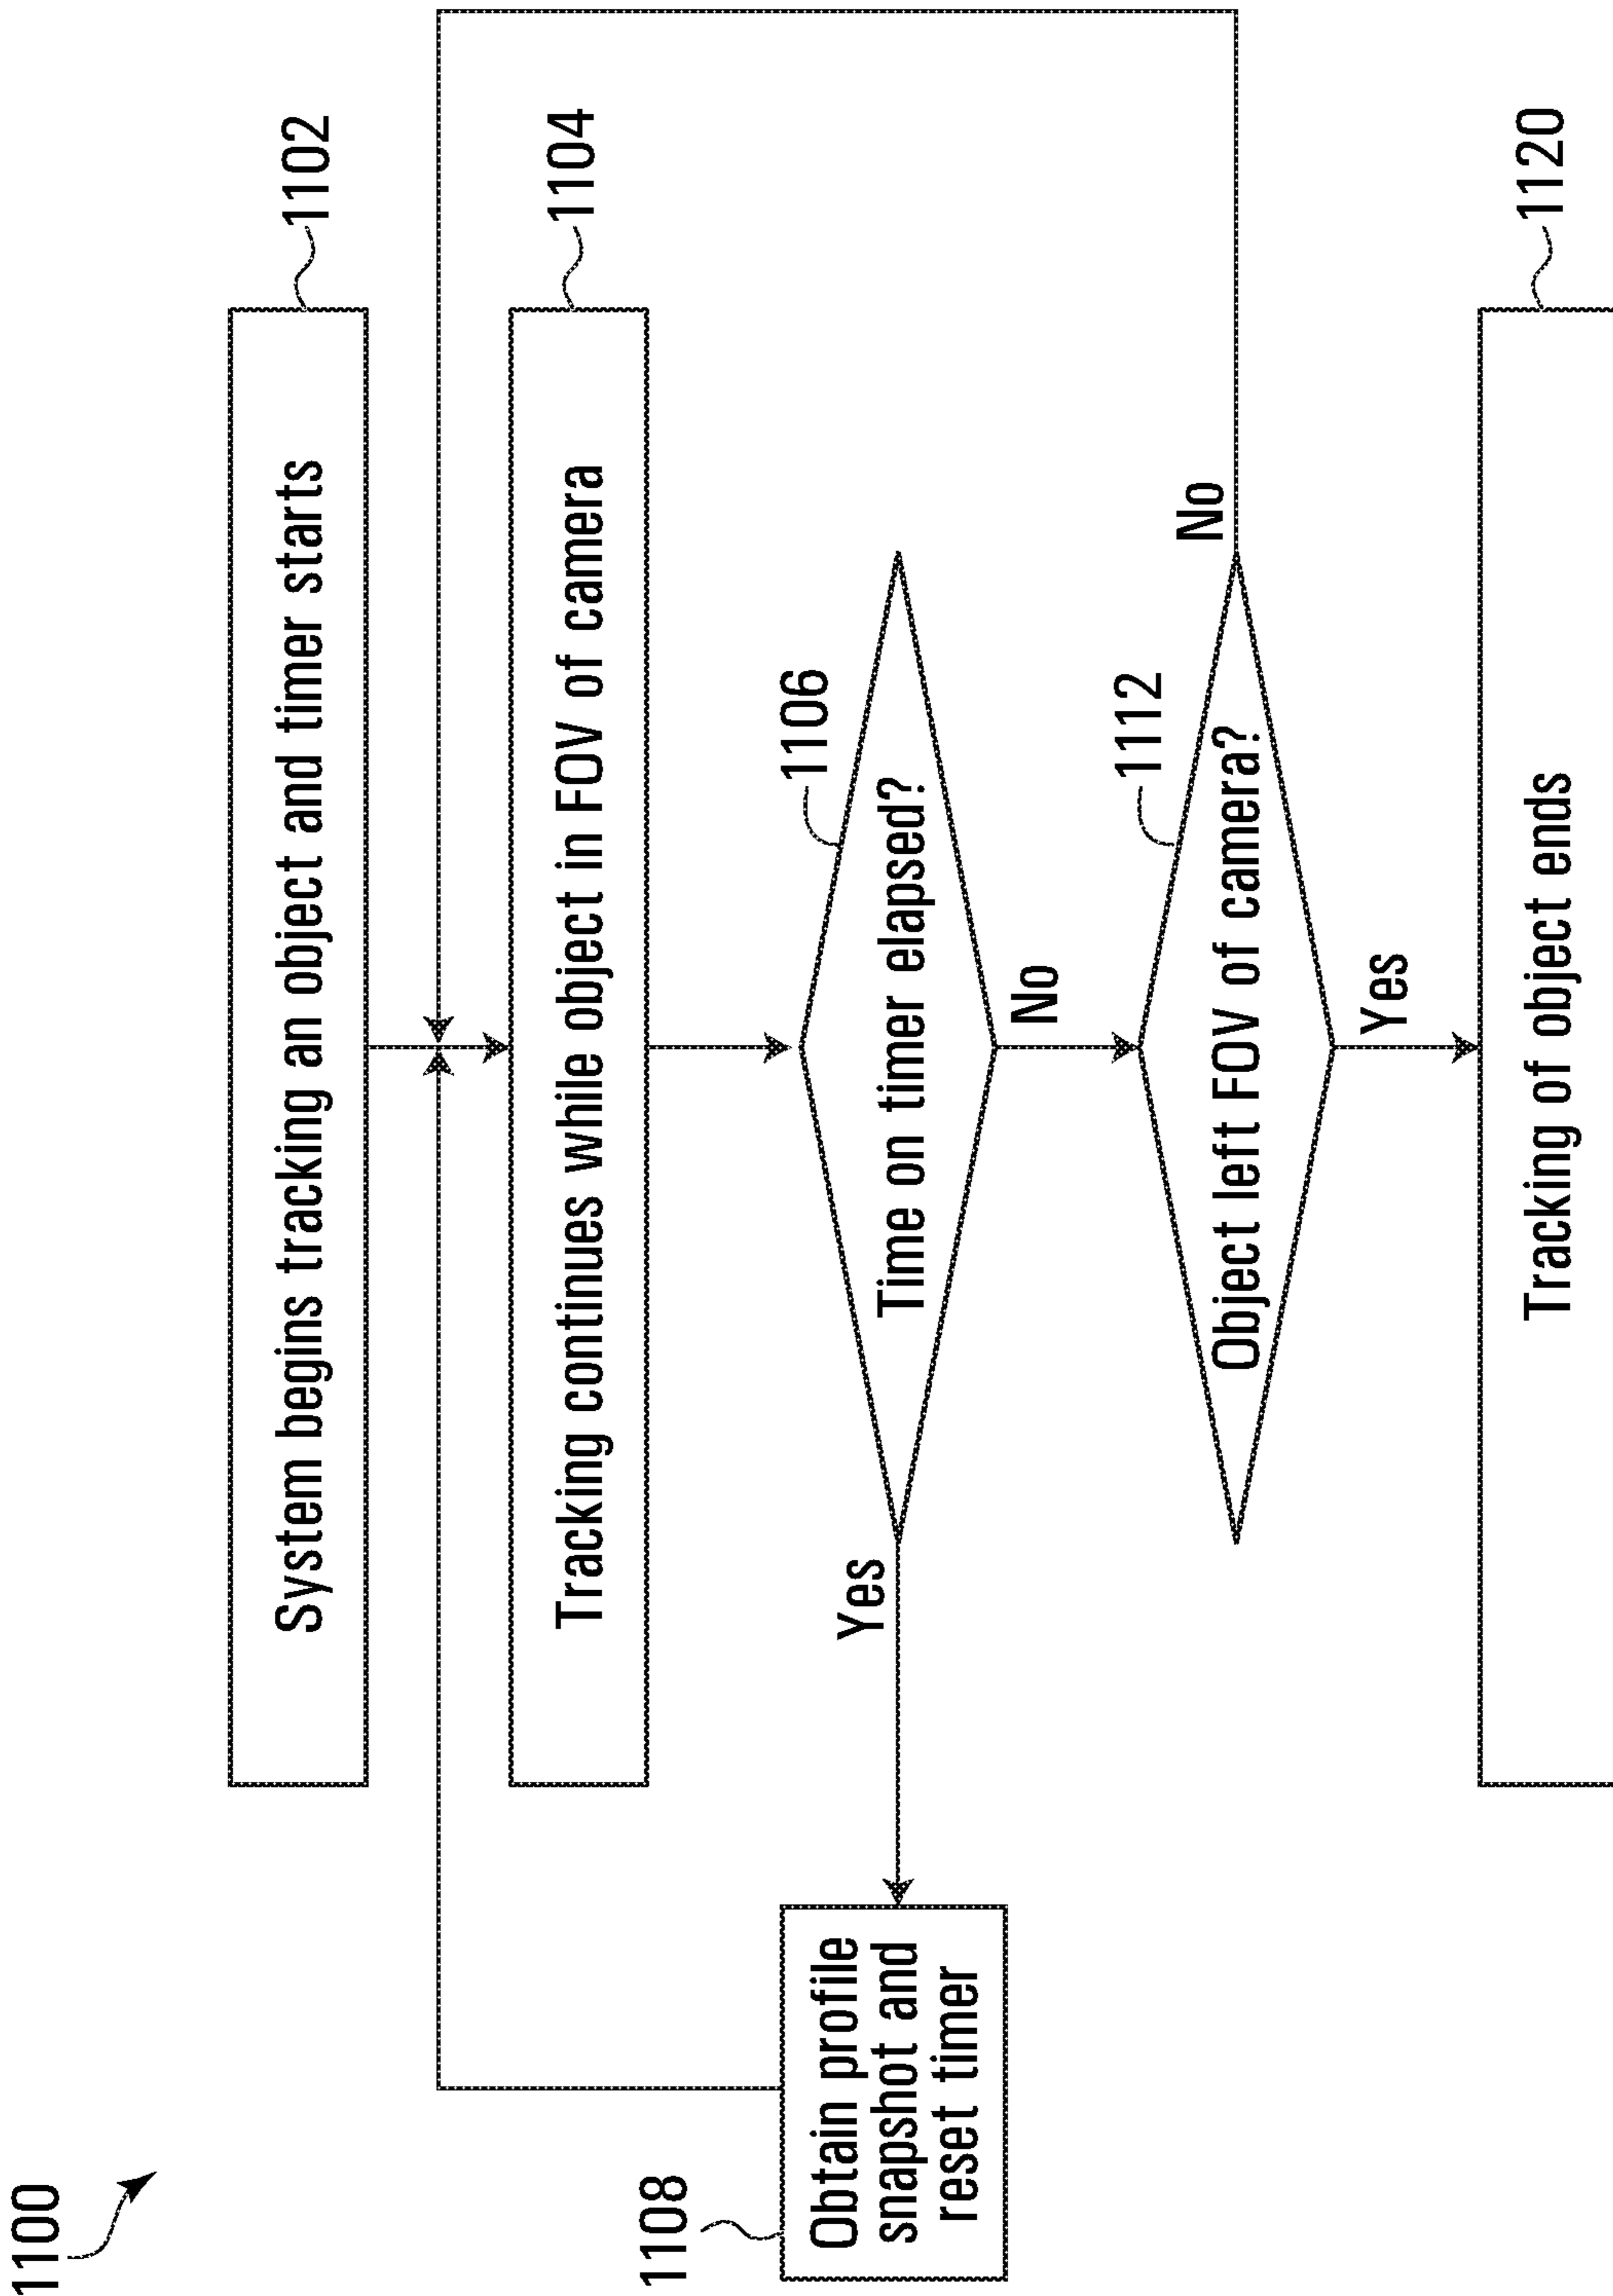 1100
System begins tracking an object and timer starts
1102
Tracking continues while object in FOV of camera
1104
Time on timer elapsed?
1106
Yes
No
1108
Obtain profile
snapshot and
reset timer
Object left FOV of camera?
1112
No
Yes
Tracking of object ends
1120